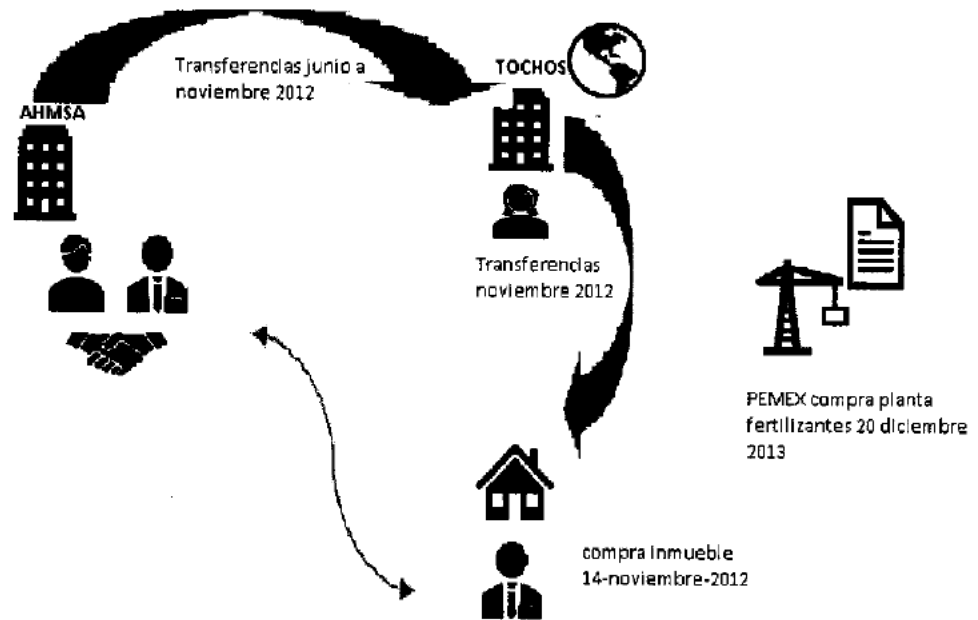 Transferencias junio a
noviembre 2012
TOCHOS
AHMSA
Transferencias
noviembre 2012
PEMEX compra planta
fertilizantes 20 diciembre
2013
compra inmueble
14-noviembre-2012